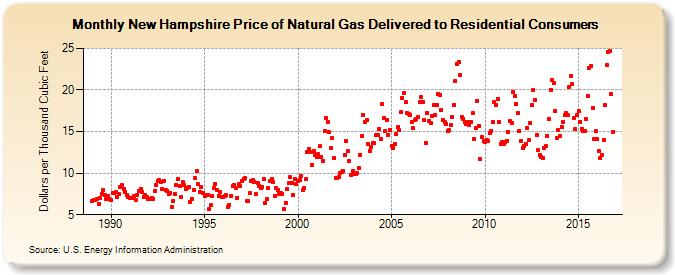 Monthly New Hampshire Price of Natural Gas Delivered to Residential Consumers
Dollars per Thousand Cubic Feet
25
20
15
10
5
1990 1995 2000 2005 2010 2015
Source: U.S. Energy Information Administration